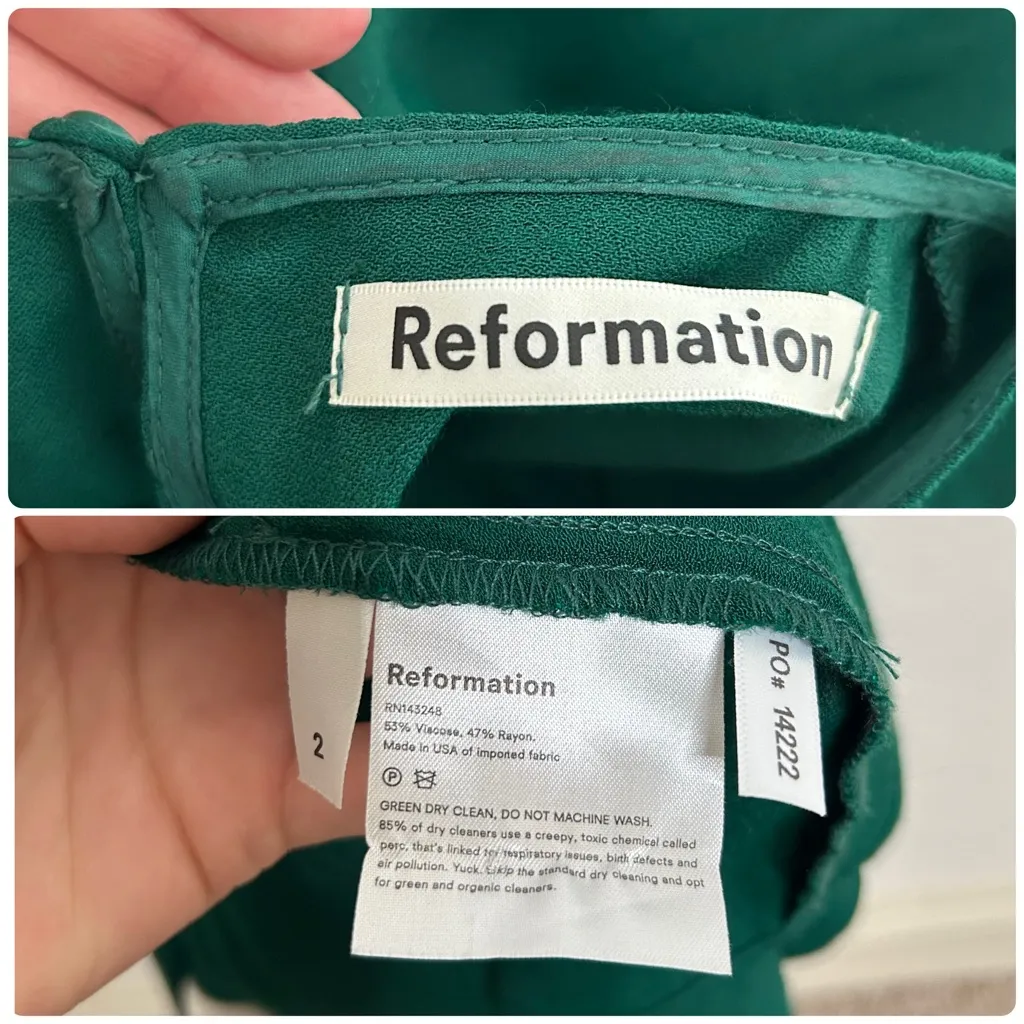 Reformation
2
Reformation
RN143248
53% Viscose, 47% Rayon.
Made in USA of imported fabric
P
GREEN DRY CLEAN, DO NOT MACHINE WASH.
85% of dry cleaners use a creepy, toxic chemical called
perc, that's linked to respiratory issues, birth defects and
air pollution. Yuck. Skip the standard dry cleaning and opt
for green and organic cleaners.
PO# 14222